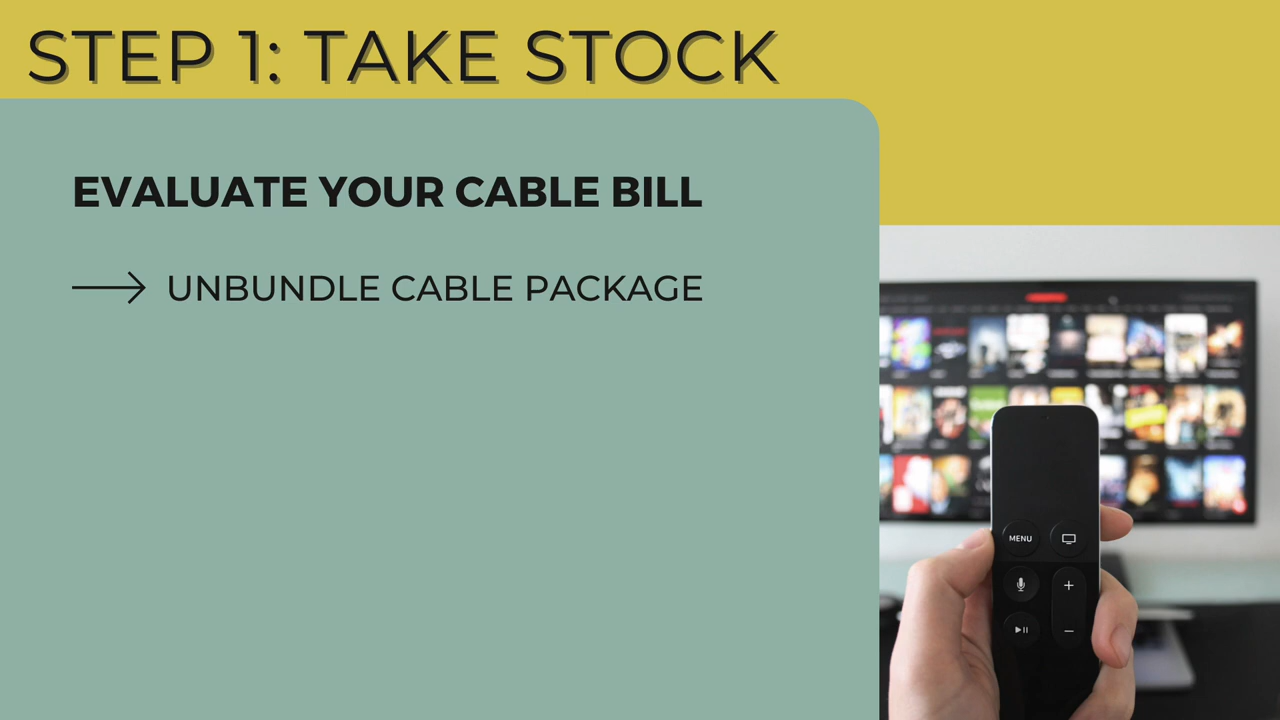 STEP 1: TAKE STOCK
EVALUATE YOUR CABLE BILL
UNBUNDLE CABLE PACKAGE
MENU